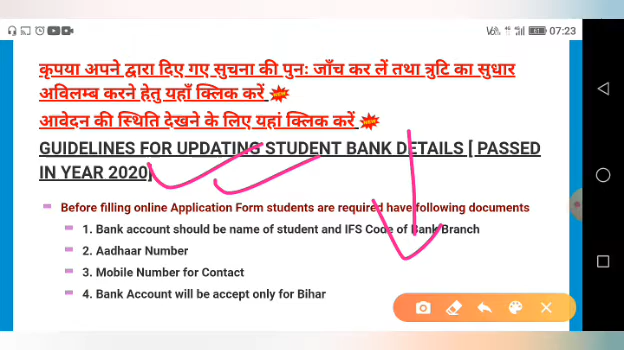 07:23
कृपया अपने द्वारा दिए गए सुचना की पुनः जाँच कर लें तथा त्रुटि का सुधार
अविलम्ब करने हेतु यहाँ क्लिक करें
आवेदन की स्थिति देखने के लिए यहां क्लिक करें
GUIDELINES FOR UPDATING STUDENT BANK DETAILS [ PASSED
IN YEAR 2020]
Before filling online Application Form students are required have following documents
1. Bank account should be name of student and IFS Code of Bank Branch
2. Aadhaar Number
3. Mobile Number for Contact
4. Bank Account will be accept only for Bihar